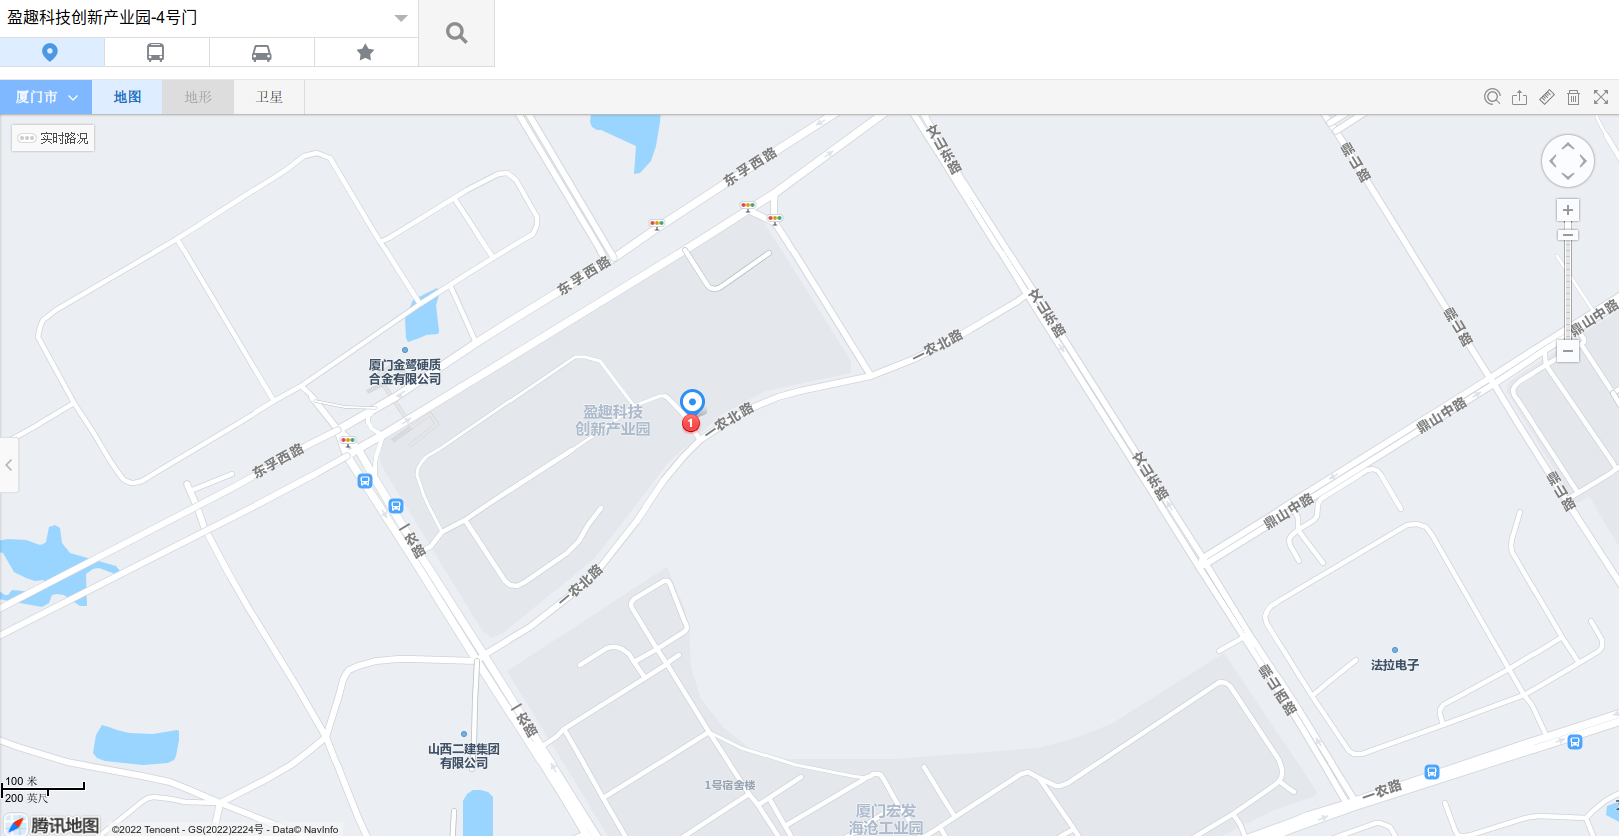 盈趣科技创新产业园-4号门
厦门市
地图
地形
卫星
实时路况
东孚西路
文山东路
鼎山路
东孚西路
文山东路
鼎山路
鼎山中路
一农北路
厦门金鹭硬质
合金有限公司
盈趣科技
创新产业园
1
一农北路
鼎山中路
东孚西路
文山东路
鼎山路
鼎山中路
一农路
一农北路
法拉电子
鼎山西路
一农路
山西二建集团
有限公司
1号宿舍楼
一农路
厦门宏发
海沧工业园
100 米
200 英尺
腾讯地图
©2022 Tencent - GS(2022)2224号 - Data© NavInfo